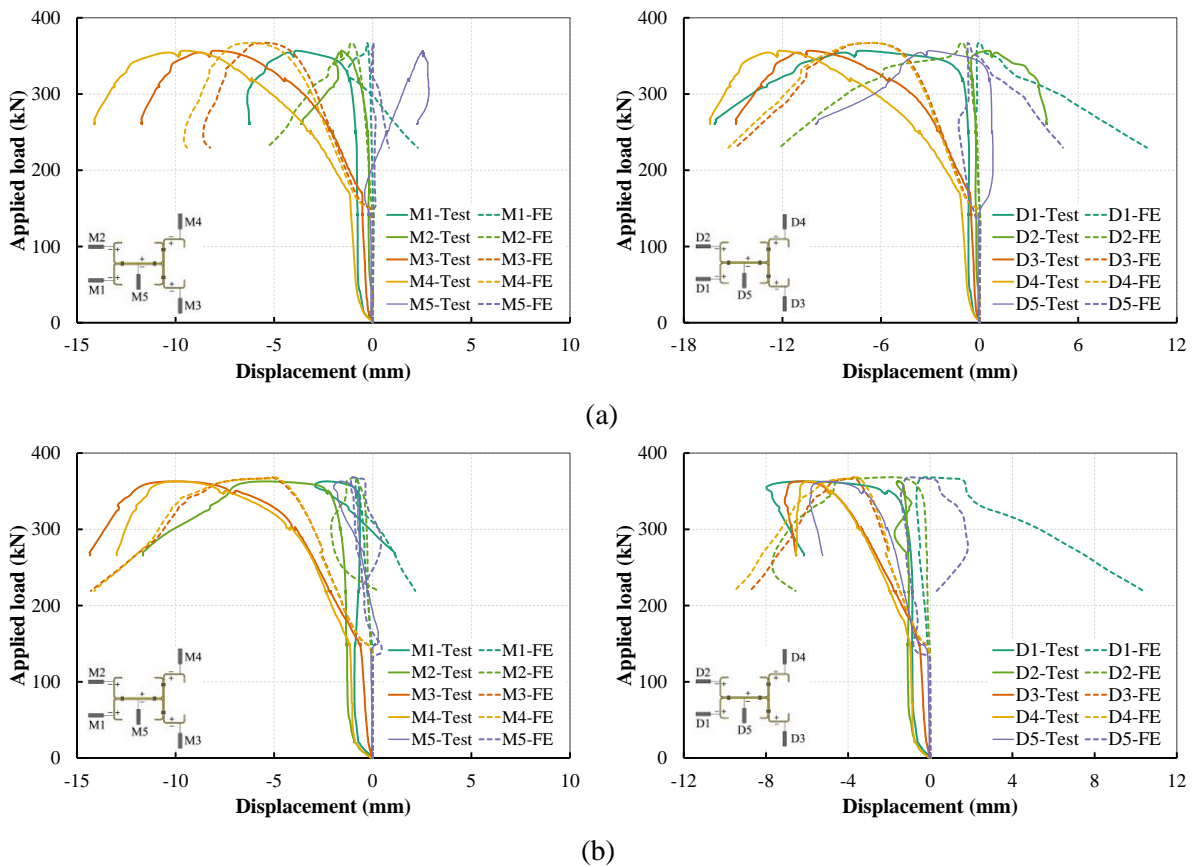 400
300
200
100
0
Applied load (kN)
-15 -10 -5 0 5 10
Displacement (mm)
M1-Test M1-FE
M2-Test M2-FE
M3-Test M3-FE
M4-Test M4-FE
M5-Test M5-FE
M4
M2
M1 M5
M3
400
300
200
100
0
Applied load (kN)
-18 -12 -6 0 6 12
Displacement (mm)
D1-Test D1-FE
D2-Test D2-FE
D3-Test D3-FE
D4-Test D4-FE
D5-Test D5-FE
D4
D2
D1 D5
D3
(a)
400
300
200
100
0
Applied load (kN)
-15 -10 -5 0 5 10
Displacement (mm)
M1-Test M1-FE
M2-Test M2-FE
M3-Test M3-FE
M4-Test M4-FE
M5-Test M5-FE
M4
M2
M1 M5
M3
400
300
200
100
0
Applied load (kN)
-12 -8 -4 0 4 8 12
Displacement (mm)
D1-Test D1-FE
D2-Test D2-FE
D3-Test D3-FE
D4-Test D4-FE
D5-Test D5-FE
D4
D2
D1 D5
D3
(b)